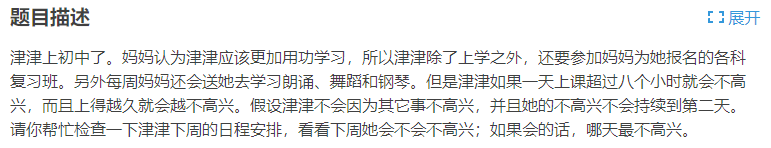 题目描述
展开
津津上初中了。妈妈认为津津应该更加用功学习，所以津津除了上学之外，还要参加妈妈为她报名的各科
复习班。另外每周妈妈还会送她去学习朗诵、舞蹈和钢琴。但是津津如果一天上课超过八个小时就会不高
兴，而且上得越久就会越不高兴。假设津津不会因为其它事不高兴，并且她的不高兴不会持续到第二天。
请你帮忙检查一下津津下周的日程安排，看看下周她会不会不高兴；如果会的话，哪天最不高兴。